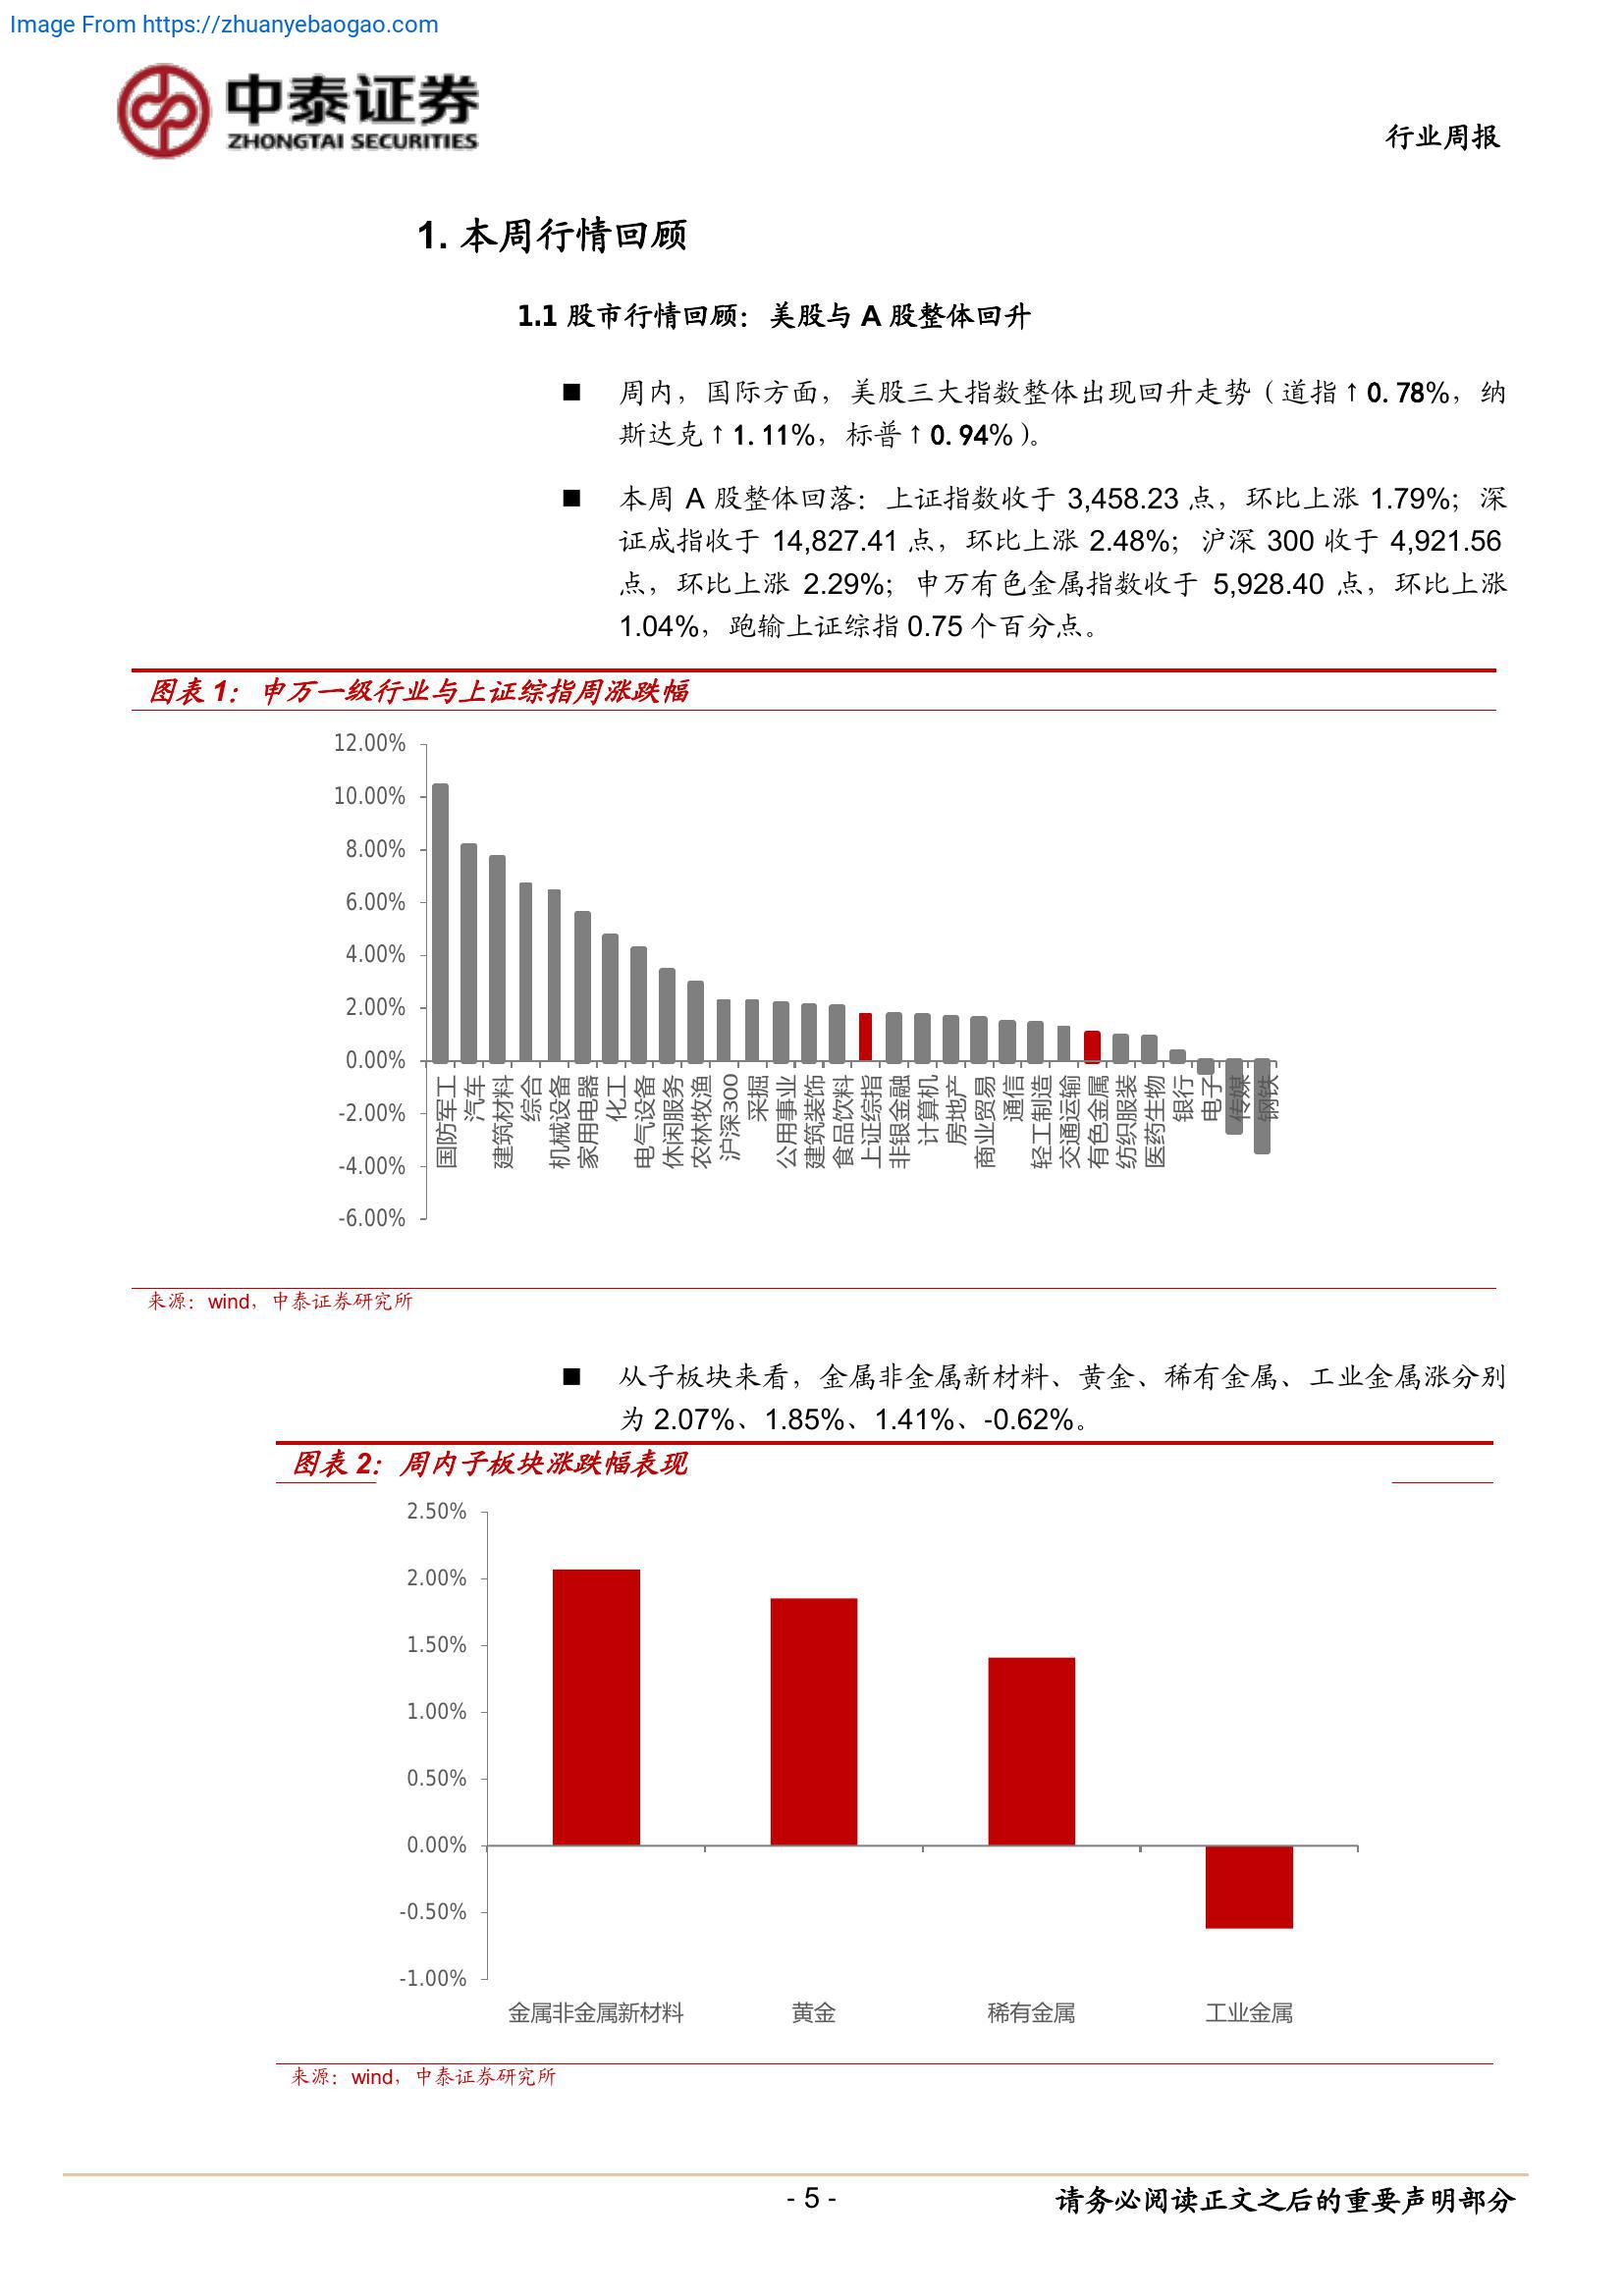 Image From https://zhuanyebaogao.com
中泰证券
ZHONGTAI SECURITIES
行业周报
1. 本周行情回顾
1.1 股市行情回顾：美股与 A 股整体回升
■ 周内，国际方面，美股三大指数整体出现回升走势（道指↑0.78%，纳
斯达克↑1.11%，标普↑0.94%）。
■ 本周 A 股整体回落：上证指数收于 3,458.23 点，环比上涨 1.79%；深
证成指收于 14,827.41 点，环比上涨 2.48%；沪深 300 收于 4,921.56
点，环比上涨 2.29%；申万有色金属指数收于 5,928.40 点，环比上涨
1.04%，跑输上证综指 0.75 个百分点。
图表 1：申万一级行业与上证综指周涨跌幅
12.00%
10.00%
8.00%
6.00%
4.00%
2.00%
0.00%
-2.00%
-4.00%
-6.00%
国防军工
汽车
建筑材料
综合
机械设备
家用电器
化工
电气设备
休闲服务
农林牧渔
沪深300
采掘
公用事业
建筑装饰
食品饮料
上证综指
非银金融
计算机
房地产
商业贸易
通信
轻工制造
交通运输
有色金属
纺织服装
医药生物
银行
电子
传媒
钢铁
来源：wind，中泰证券研究所
■ 从子板块来看，金属非金属新材料、黄金、稀有金属、工业金属涨分别
为 2.07%、1.85%、1.41%、-0.62%。
图表 2：周内子板块涨跌幅表现
2.50%
2.00%
1.50%
1.00%
0.50%
0.00%
-0.50%
-1.00%
金属非金属新材料 黄金 稀有金属 工业金属
来源：wind，中泰证券研究所
- 5 -
请务必阅读正文之后的重要声明部分